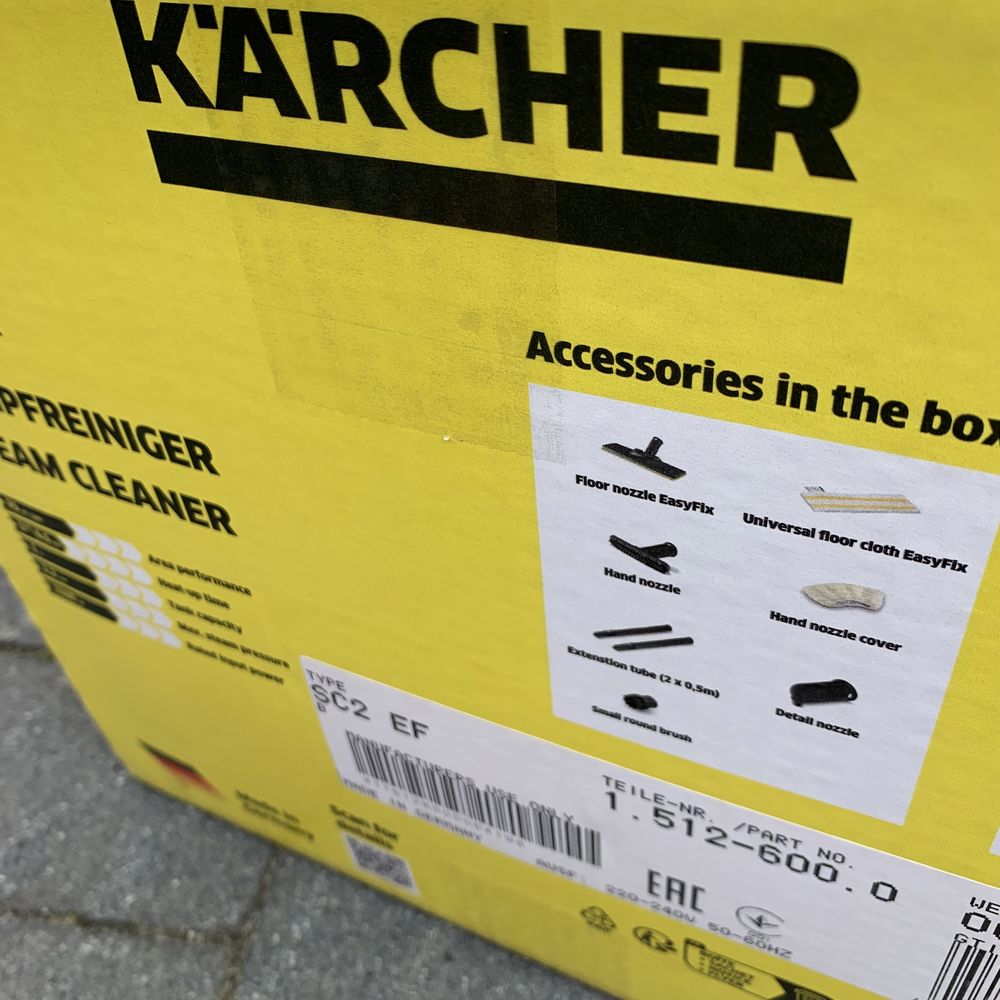 KÄRCHER
Accessories in the box
PFREINIGER
EAM CLEANER
Floor nozzle EasyFix
Universal floor cloth EasyFix
Hand nozzle
Hand nozzle cover
Extenstion tube (2 x 0,5m)
Detail nozzle
Small round brush
Area performance
Heat-up time
Tank capacity
Max. steam pressure
Rated input power
TYPE
SC2 EF
MANUFACTURERS USE ONLY
MADE IN GERMANY
TEILE-NR. /PART NO.
1.512-600.0
AUSF: 220-240V 50-60HZ
EAC
Made in
Germany
Scan for
details